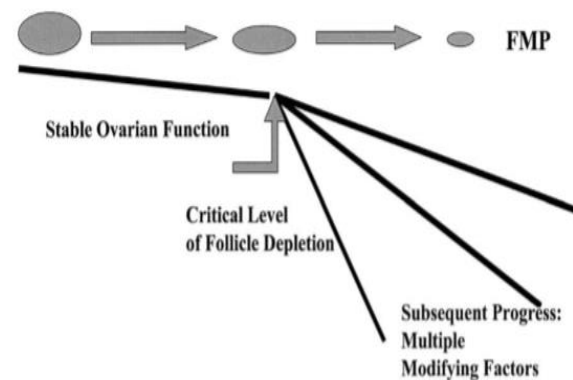 FMP
Stable Ovarian Function
Critical Level
of Follicle Depletion
Subsequent Progress:
Multiple
Modifying Factors